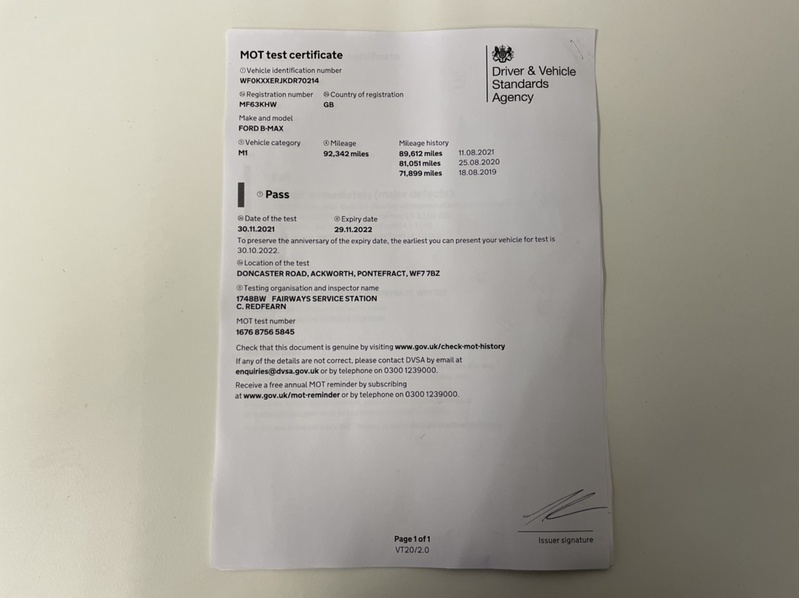 MOT test certificate
Driver & Vehicle
Standards
Agency
Vehicle identification number
WF0KXXERJKDR70214
Registration number Country of registration
MF63KHW GB
Make and model
FORD B-MAX
Vehicle category Mileage Mileage history
M1 92,342 miles 89,612 miles 11.08.2021
81,051 miles 25.08.2020
71,899 miles 18.08.2019
Pass
Date of the test Expiry date
30.11.2021 29.11.2022
To preserve the anniversary of the expiry date, the earliest you can present your vehicle for test is
30.10.2022.
Location of the test
DONCASTER ROAD, ACKWORTH, PONTEFRACT, WF7 7BZ
Testing organisation and inspector name
1748BW FAIRWAYS SERVICE STATION
C. REDFEARN
MOT test number
1676 8756 5845
Check that this document is genuine by visiting www.gov.uk/check-mot-history
If any of the details are not correct, please contact DVSA by email at
enquiries@dvsa.gov.uk or by telephone on 0300 1239000.
Receive a free annual MOT reminder by subscribing
at www.gov.uk/mot-reminder or by telephone on 0300 1239000.
Issuer signature
Page 1 of 1
VT20/2.0